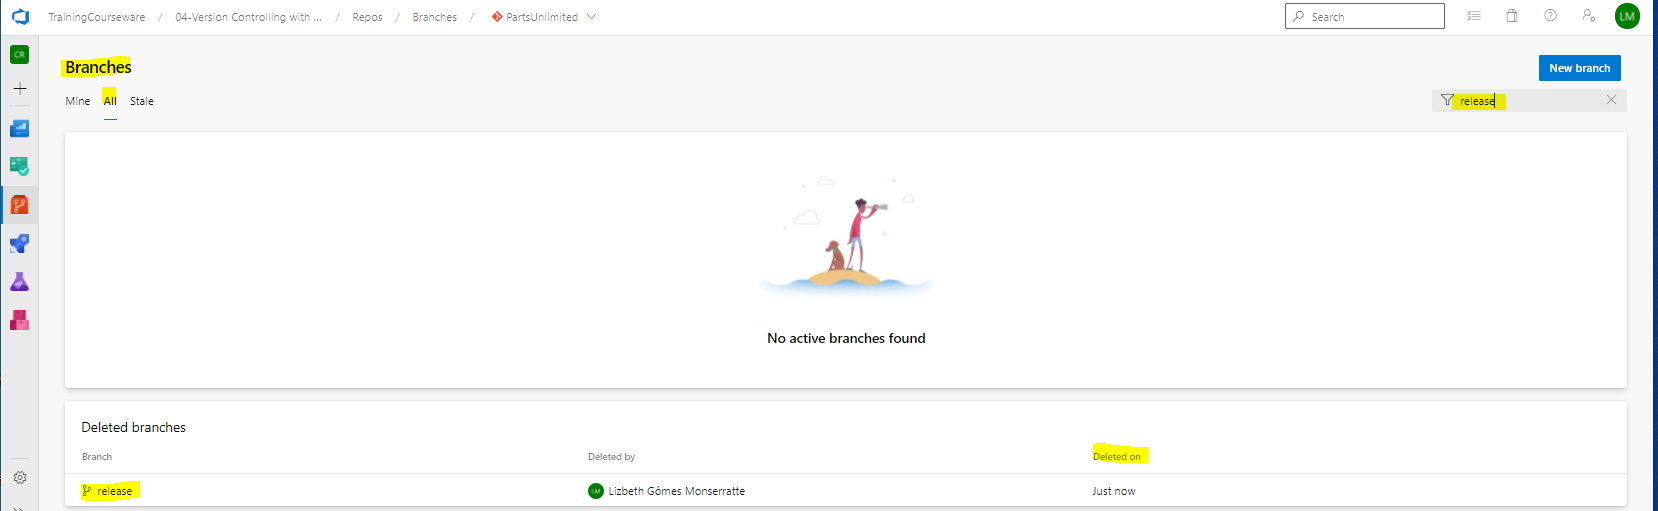 TrainingCourseware / 04-Version Controlling with ... / Repos / Branches / PartsUnlimited
Search
LM
CR
Branches
New branch
Mine All Stale
release
No active branches found
Deleted branches
Branch Deleted by Deleted on
release LM Lizbeth Gómes Monserratte Just now